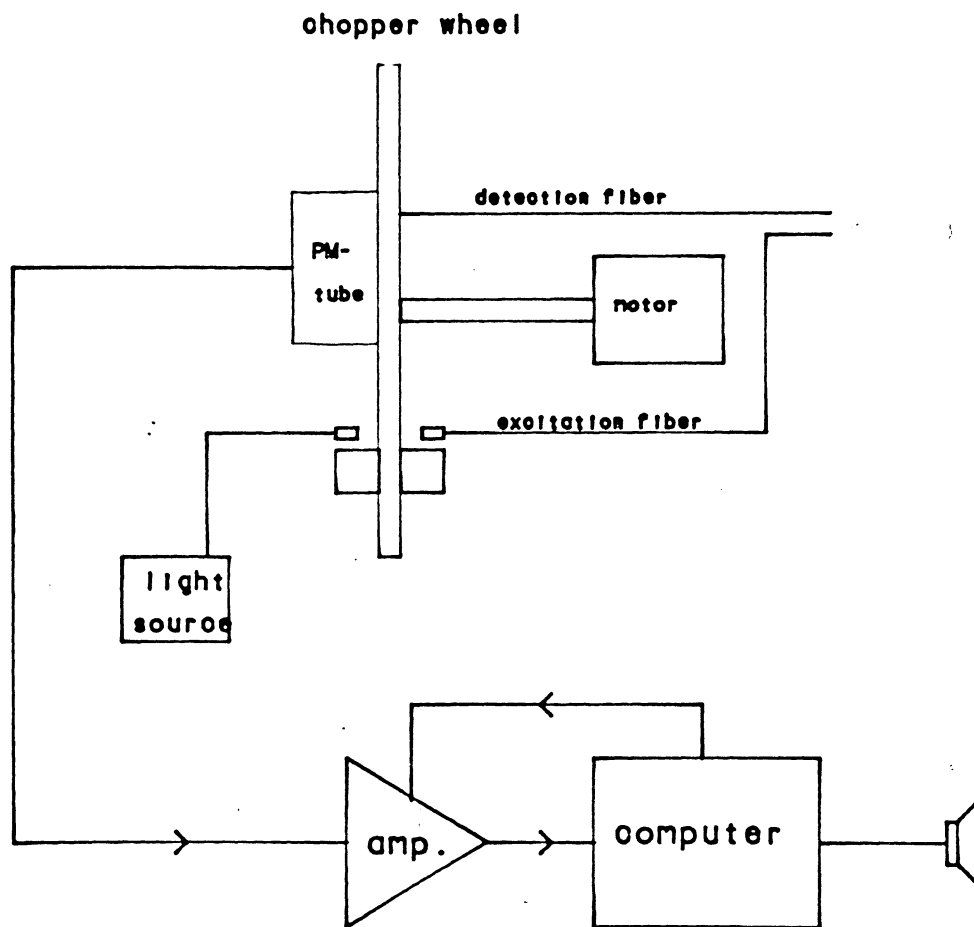 chopper wheel
detection fiber
PM-
tube
motor
excitation fiber
light
source
amp.
computer